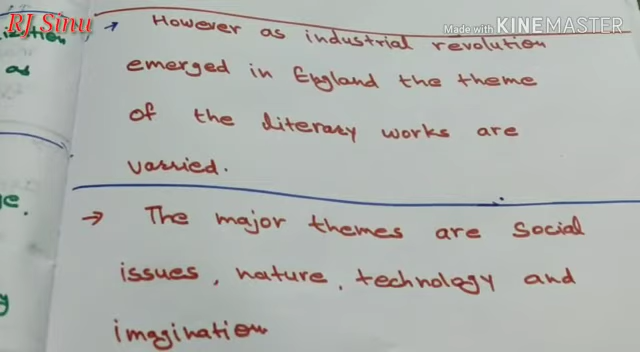 RJ Sinu
Made with KINEMASTER
→ However as industrial revolution
emerged in England the theme
of the literary works are
varried.
→ The major themes are social
issues, nature, technology and
imagination
as